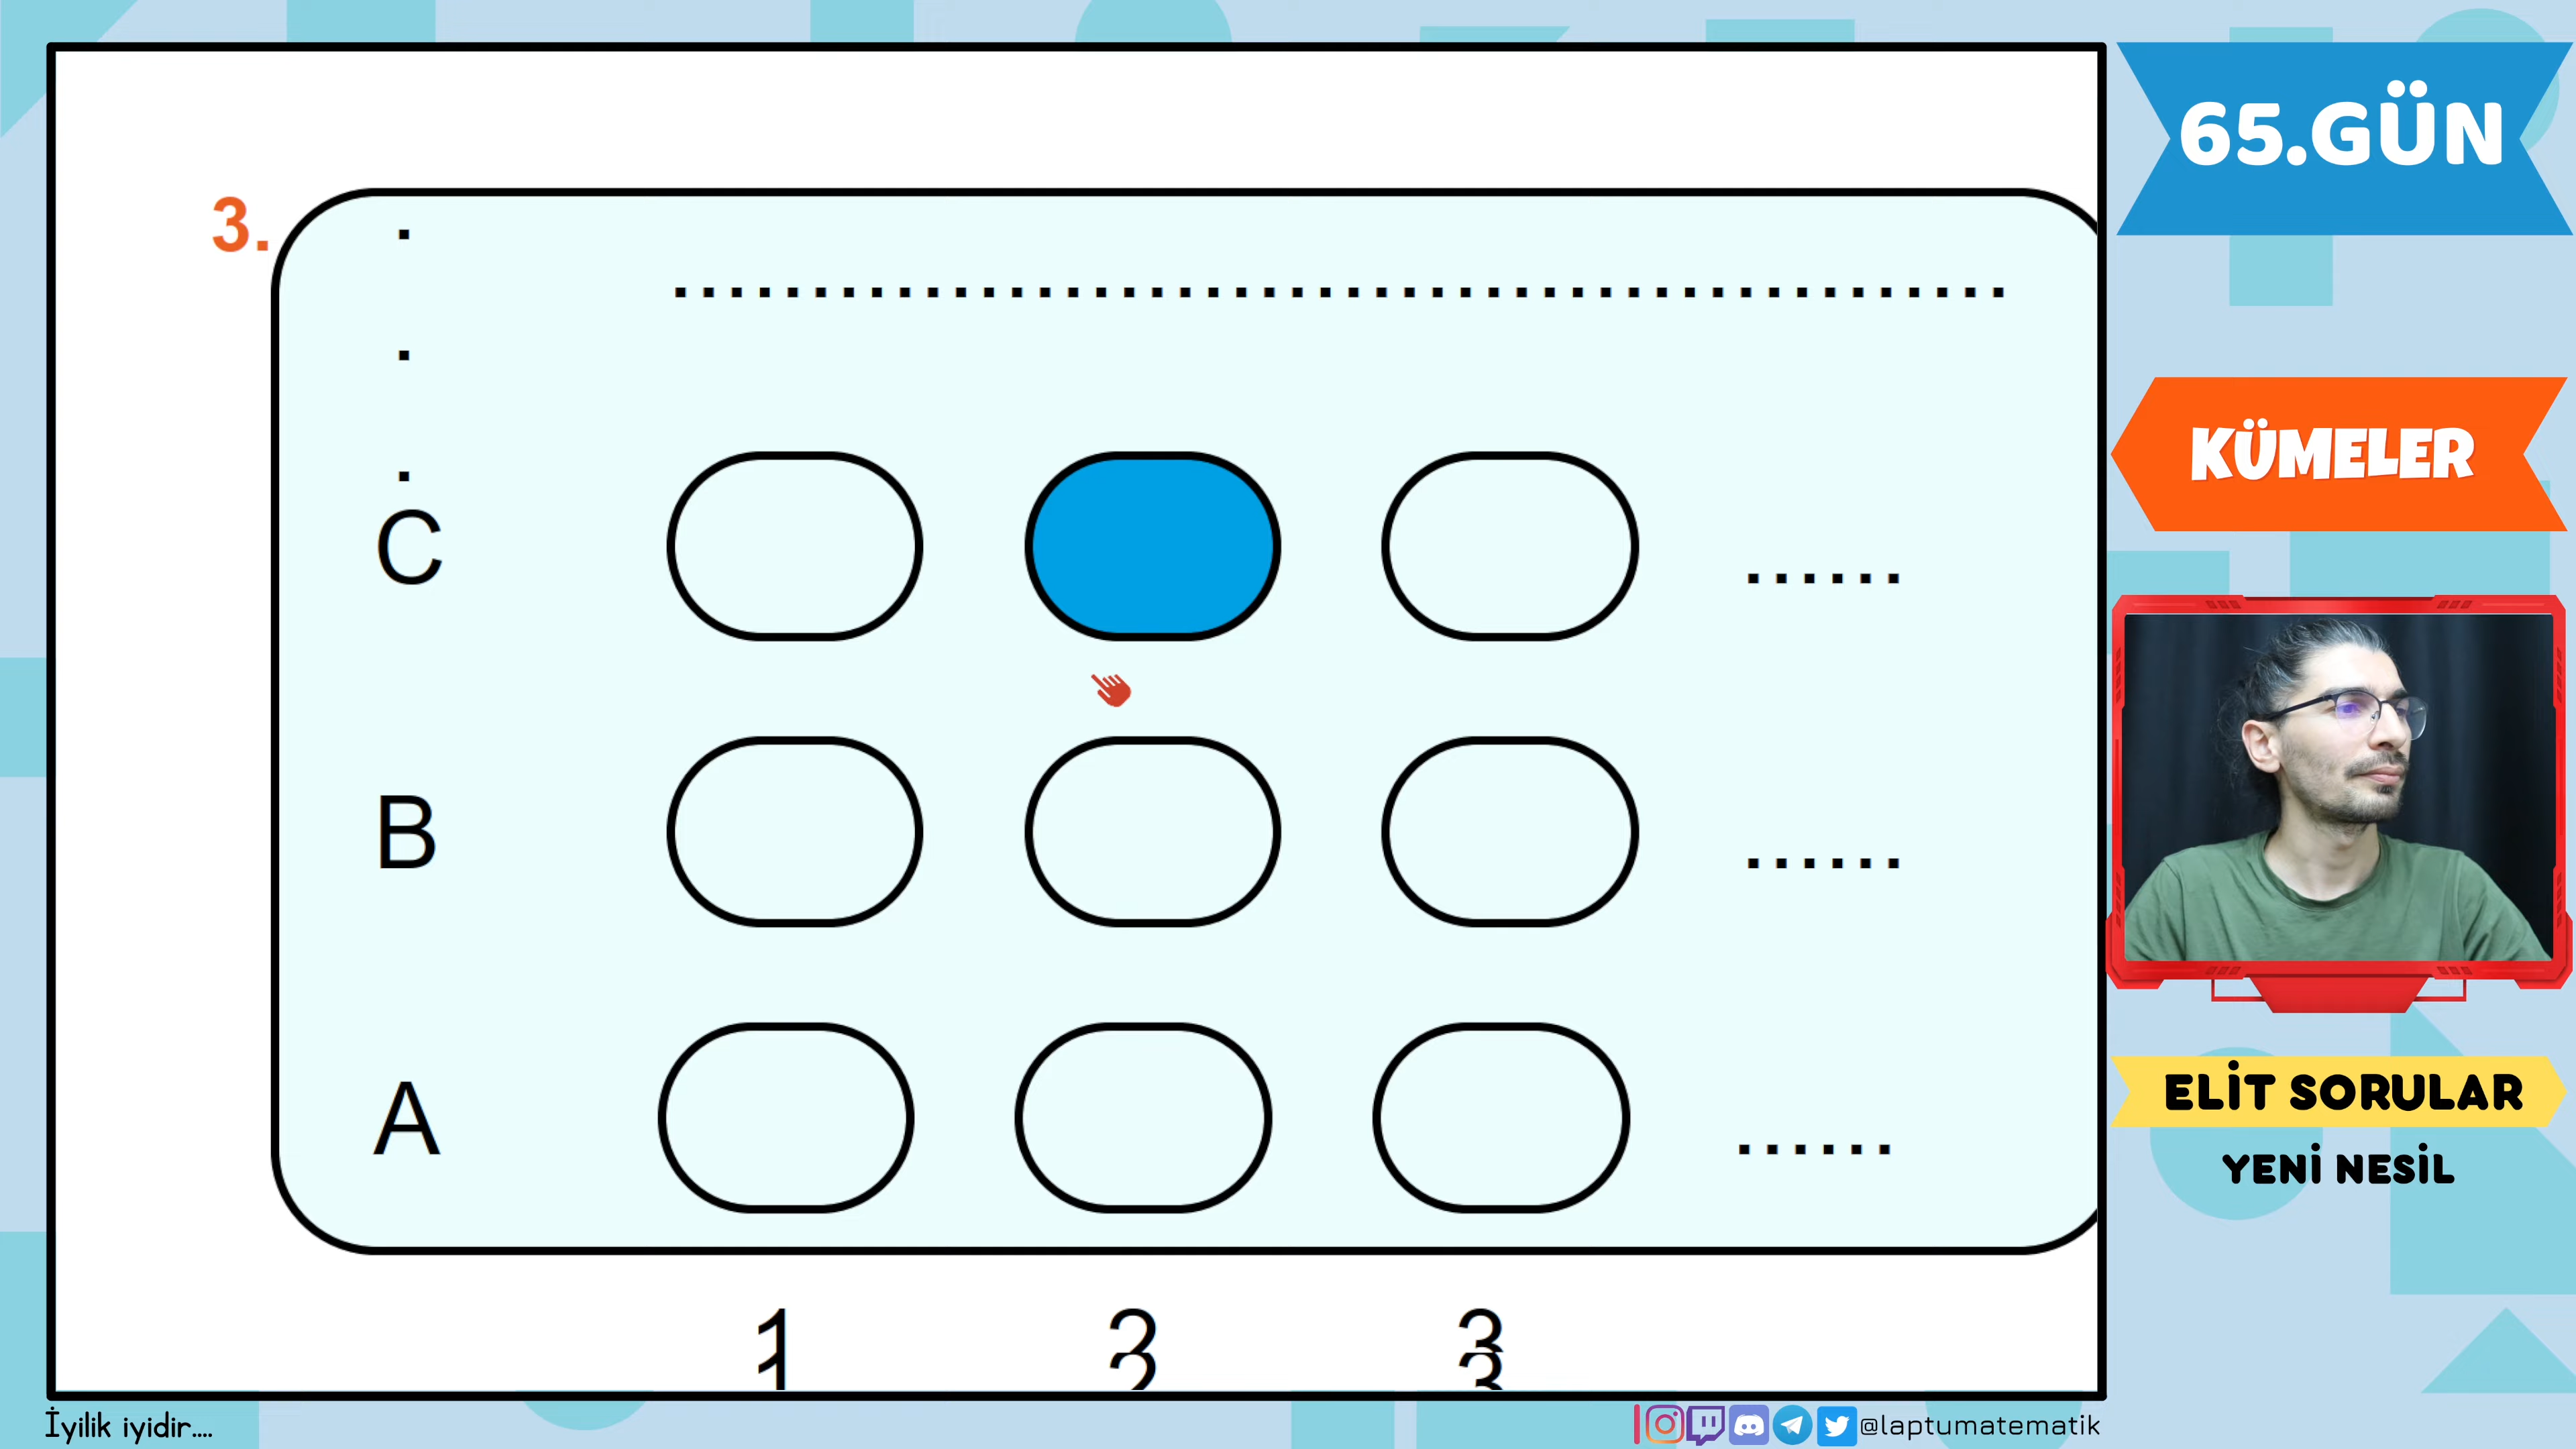 65.GÜN
3.
.
....................................................
.
.
C ......
KÜMELER
B ......
A ......
ELİT SORULAR
YENİ NESİL
1 2 3
İyilik iyidir....
@laptumatematik